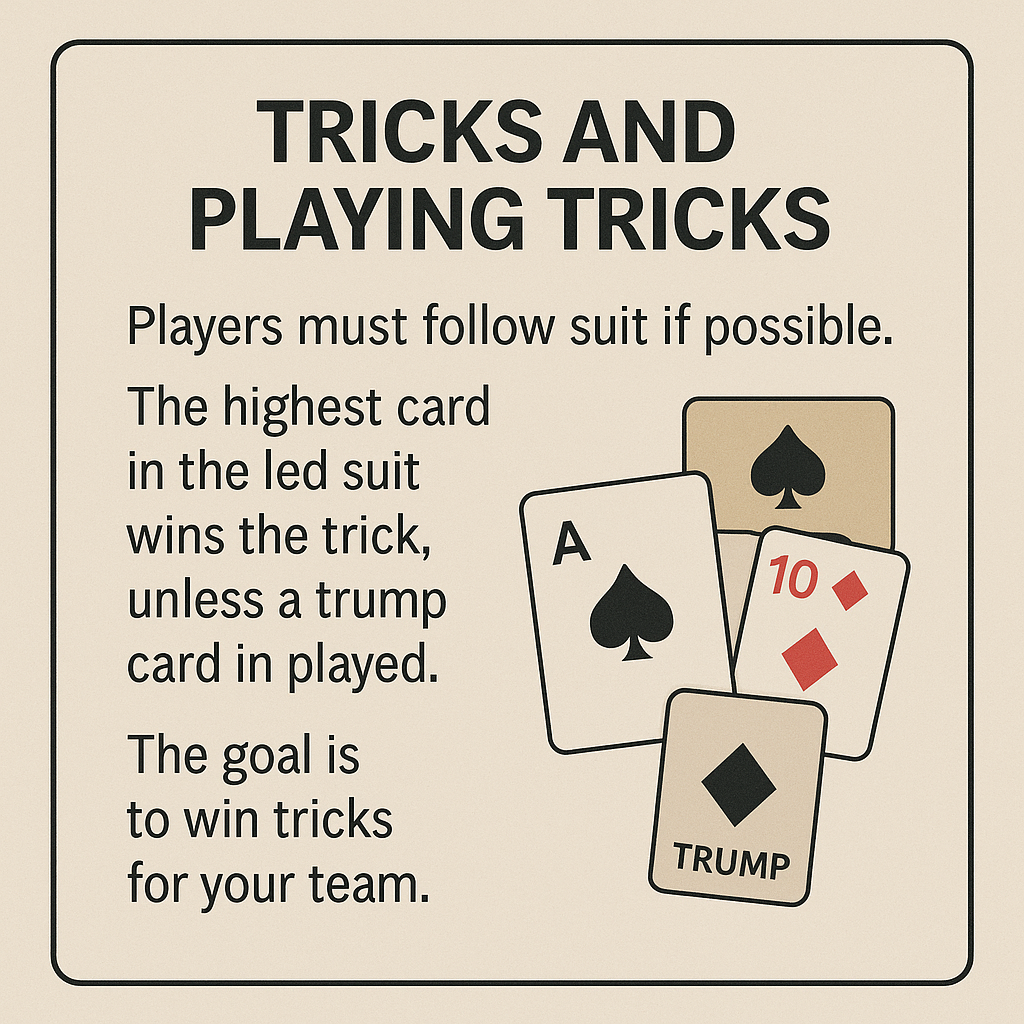 TRICKS AND
PLAYING TRICKS
Players must follow suit if possible.
The highest card
in the led suit
wins the trick,
unless a trump
card in played.
The goal is
to win tricks
for your team.
A
10
TRUMP